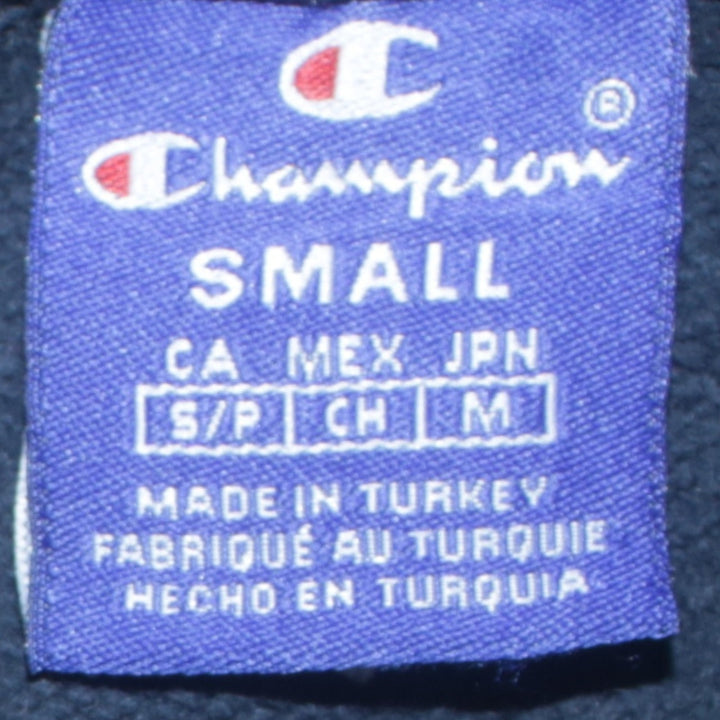 Champion®
SMALL
CA MEX JPN
S/P CH M
MADE IN TURKEY
FABRIQUÉ AU TURQUIE
HECHO EN TURQUIA